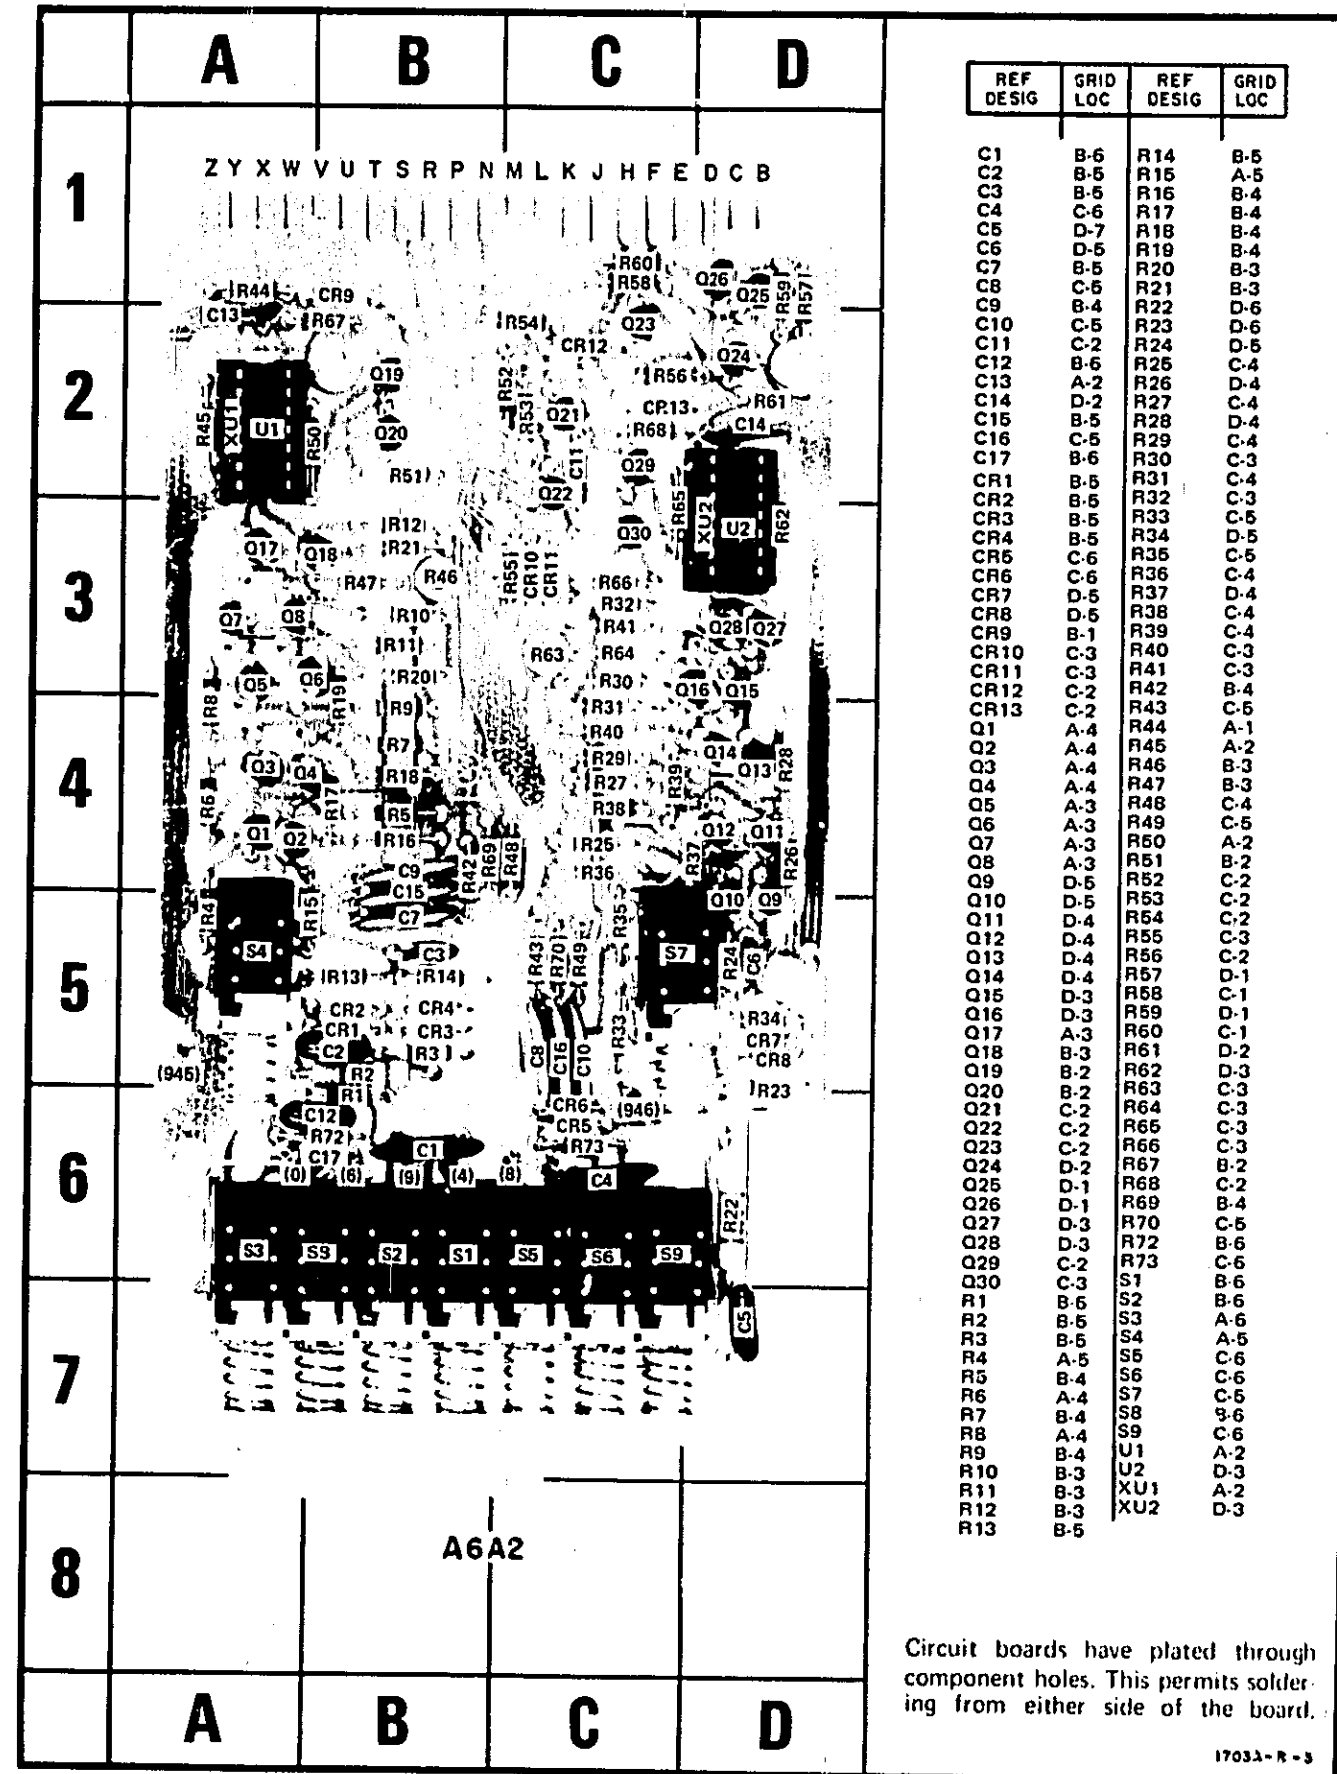 A B C D
1
Z Y X W V U T S R P N M L K J H F E D C B
R60
R44 CR9 R58 Q26 Q25 R59 R57
C13 R67 R54 Q23
CR12 Q24
2
Q19 R52 R56
R45 XU1 U1 R50 R53 Q21 CR13 R61
Q20 R68 C14
R51 C11 Q29
Q22 R65 XU2 U2 R62
3
R12 Q30
Q17 Q18 R21
R47 R46 R55 CR10 CR11 R66
R10 R32
Q7 Q8 R41 Q28 Q27
R11 R63 R64
Q5 Q6 R20 R30 Q16 Q15
4
R8 R19 R9 R31
R40
R7 R29 Q14
Q3 Q4 R18 R27 R39 Q13 R28
R6 R17 R5 R38
Q1 Q2 R16 R25 Q12 Q11
C9 R42 R69 R48 R36 R37 R26
5
R4 R15 C15 Q10 Q9
C7 R35
S4 C3 R43 R70 R49 S7 R24 C6
R13 R14
CR2 CR4 R34
CR1 CR3 R33 CR7
C2 R3 C8 C16 C10 CR8
(945) R2
6
R1 CR6 (946) R23
C12 CR5
R72 C1 R73
C17
(0) (6) (9) (4) (8) C4
R22
S3 S2 S1 S5 S6 S9
7
C5
8
A6A2
A B C D
REF DESIG GRID LOC REF DESIG GRID LOC
C1 B-6 R14 B-5
C2 B-5 R15 A-5
C3 B-5 R16 B-4
C4 C-6 R17 B-4
C5 D-7 R18 B-4
C6 D-5 R19 B-4
C7 B-5 R20 B-3
C8 C-5 R21 B-3
C9 B-4 R22 D-6
C10 C-5 R23 D-6
C11 C-2 R24 D-5
C12 B-6 R25 C-4
C13 A-2 R26 D-4
C14 D-2 R27 C-4
C15 B-5 R28 D-4
C16 C-5 R29 C-4
C17 B-6 R30 C-3
CR1 B-5 R31 C-4
CR2 B-5 R32 C-3
CR3 B-5 R33 C-5
CR4 B-5 R34 D-5
CR5 C-6 R35 C-5
CR6 C-6 R36 C-4
CR7 D-5 R37 D-4
CR8 D-5 R38 C-4
CR9 B-1 R39 C-4
CR10 C-3 R40 C-3
CR11 C-3 R41 C-3
CR12 C-2 R42 B-4
CR13 C-2 R43 C-5
Q1 A-4 R44 A-1
Q2 A-4 R45 A-2
Q3 A-4 R46 B-3
Q4 A-4 R47 B-3
Q5 A-3 R48 C-4
Q6 A-3 R49 C-5
Q7 A-3 R50 A-2
Q8 A-3 R51 B-2
Q9 D-5 R52 C-2
Q10 D-5 R53 C-2
Q11 D-4 R54 C-2
Q12 D-4 R55 C-3
Q13 D-4 R56 C-2
Q14 D-4 R57 D-1
Q15 D-3 R58 C-1
Q16 D-3 R59 D-1
Q17 A-3 R60 C-1
Q18 B-3 R61 D-2
Q19 B-2 R62 D-3
Q20 B-2 R63 C-3
Q21 C-2 R64 C-3
Q22 C-2 R65 C-3
Q23 C-2 R66 C-3
Q24 D-2 R67 B-2
Q25 D-1 R68 C-2
Q26 D-1 R69 B-4
Q27 D-3 R70 C-5
Q28 D-3 R72 B-6
Q29 C-2 R73 C-6
Q30 C-3 S1 B-6
R1 B-6 S2 B-6
R2 B-5 S3 A-6
R3 B-5 S4 A-5
R4 A-5 S5 C-6
R5 B-4 S6 C-6
R6 A-4 S7 C-5
R7 B-4 S8
R8 A-4 S9 C-6
R9 B-4 U1 A-2
R10 B-3 U2 D-3
R11 B-3 XU1 A-2
R12 B-3 XU2 D-3
R13 B-5
Circuit boards have plated through
component holes. This permits solder-
ing from either side of the board.
1703A-R-3